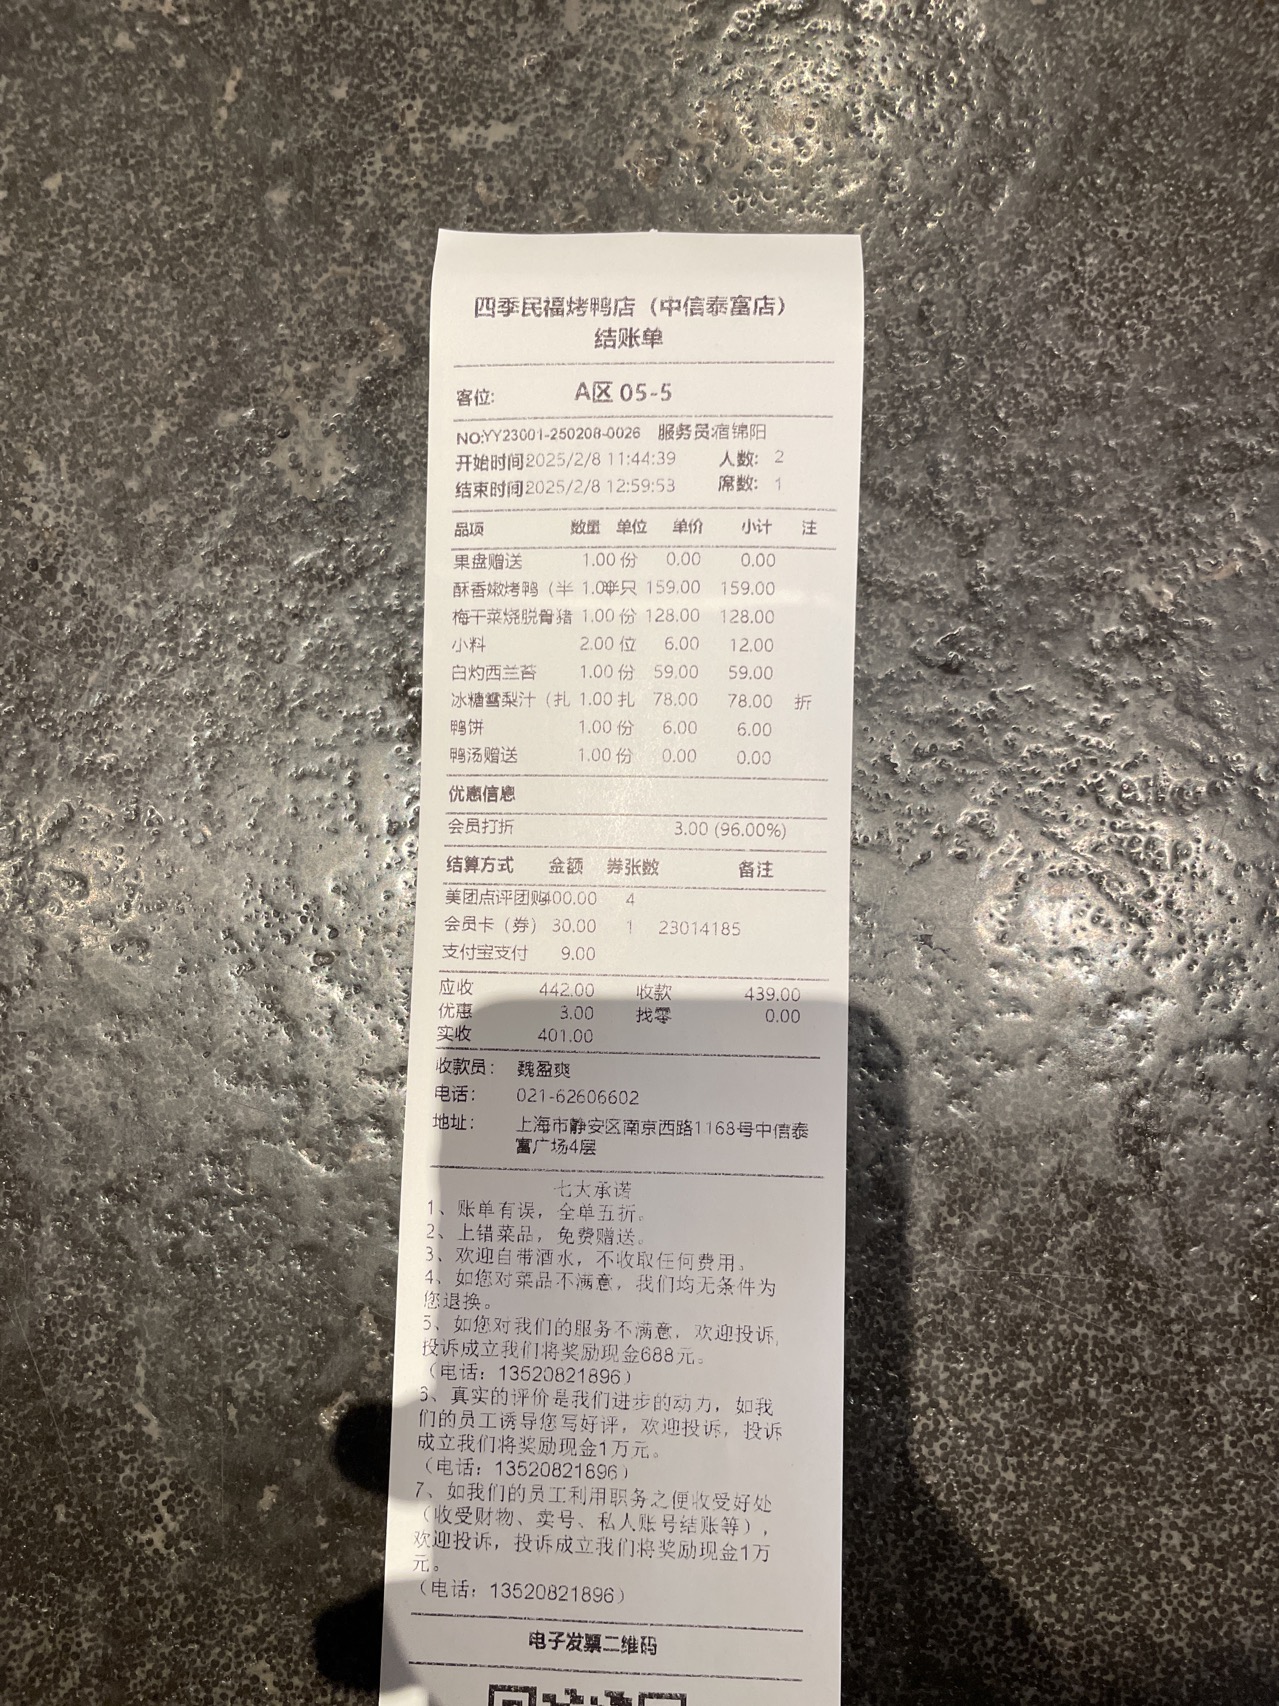 四季民福烤鸭店（中信泰富店）
结账单
客位: A区 05-5
NO:YY23001-250208-0026 服务员:宿锦阳
开始时间2025/2/8 11:44:39 人数: 2
结束时间2025/2/8 12:59:53 席数: 1
品项 数量 单位 单价 小计 注
果盘赠送 1.00 份 0.00 0.00
酥香嫩烤鸭（半 1.00 半只 159.00 159.00
梅干菜烧脱骨猪 1.00 份 128.00 128.00
小料 2.00 位 6.00 12.00
白灼西兰苔 1.00 份 59.00 59.00
冰糖雪梨汁（扎 1.00 扎 78.00 78.00 折
鸭饼 1.00 份 6.00 6.00
鸭汤赠送 1.00 份 0.00 0.00
优惠信息
会员打折 3.00 (96.00%)
结算方式 金额 券张数 备注
美团点评团购400.00 4
会员卡（券） 30.00 1 23014185
支付宝支付 9.00
应收 442.00 收款 439.00
优惠 3.00 找零 0.00
实收 401.00
收款员: 魏盈爽
电话: 021-62606602
地址: 上海市静安区南京西路1168号中信泰
富广场4层
七大承诺
1、账单有误，全单五折。
2、上错菜品，免费赠送。
3、欢迎自带酒水，不收取任何费用。
4、如您对菜品不满意，我们均无条件为
您退换。
5、如您对我们的服务不满意，欢迎投诉,
投诉成立我们将奖励现金688元。
（电话：13520821896）
6、真实的评价是我们进步的动力，如我
们的员工诱导您写好评，欢迎投诉，投诉
成立我们将奖励现金1万元。
（电话：13520821896）
7、如我们的员工利用职务之便收受好处
（收受财物、卖号、私人账号结账等），
欢迎投诉，投诉成立我们将奖励现金1万
元。
（电话：13520821896）
电子发票二维码